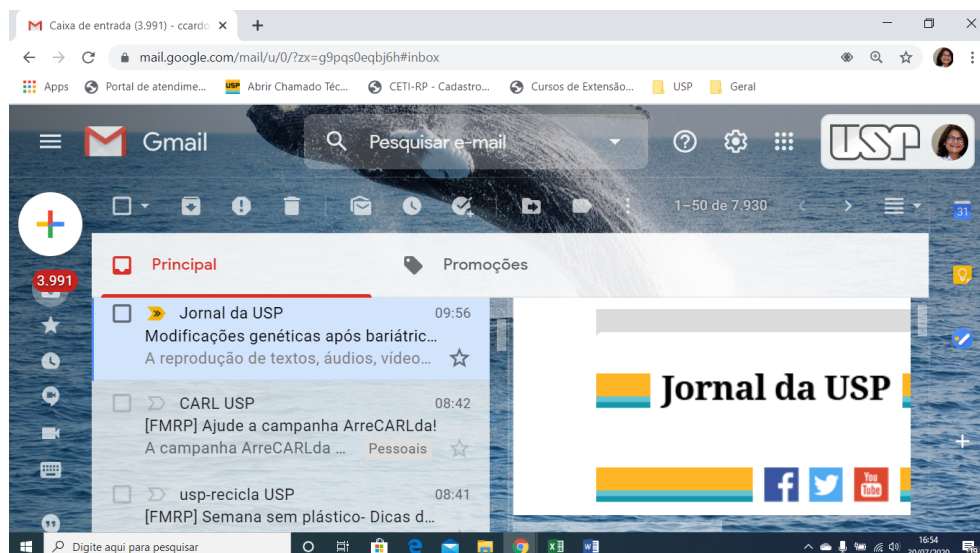 Caixa de entrada (3.991) - ccardo
mail.google.com/mail/u/0/?zx=g9pqs0eqbj6h#inbox
Apps Portal de atendime... USP Abrir Chamado Téc... CETI-RP - Cadastro... Cursos de Extensão... USP Geral
Gmail Pesquisar e-mail USP
1–50 de 7.930 31
3.991 Principal Promoções
Jornal da USP 09:56
Modificações genéticas após bariátric...
A reprodução de textos, áudios, vídeo...
Jornal da USP
CARL USP 08:42
[FMRP] Ajude a campanha ArreCARLda!
A campanha ArreCARLda ... Pessoais
You
Tube
usp-recicla USP 08:41
[FMRP] Semana sem plástico- Dicas d...
Digite aqui para pesquisar 16:54
20/07/2020